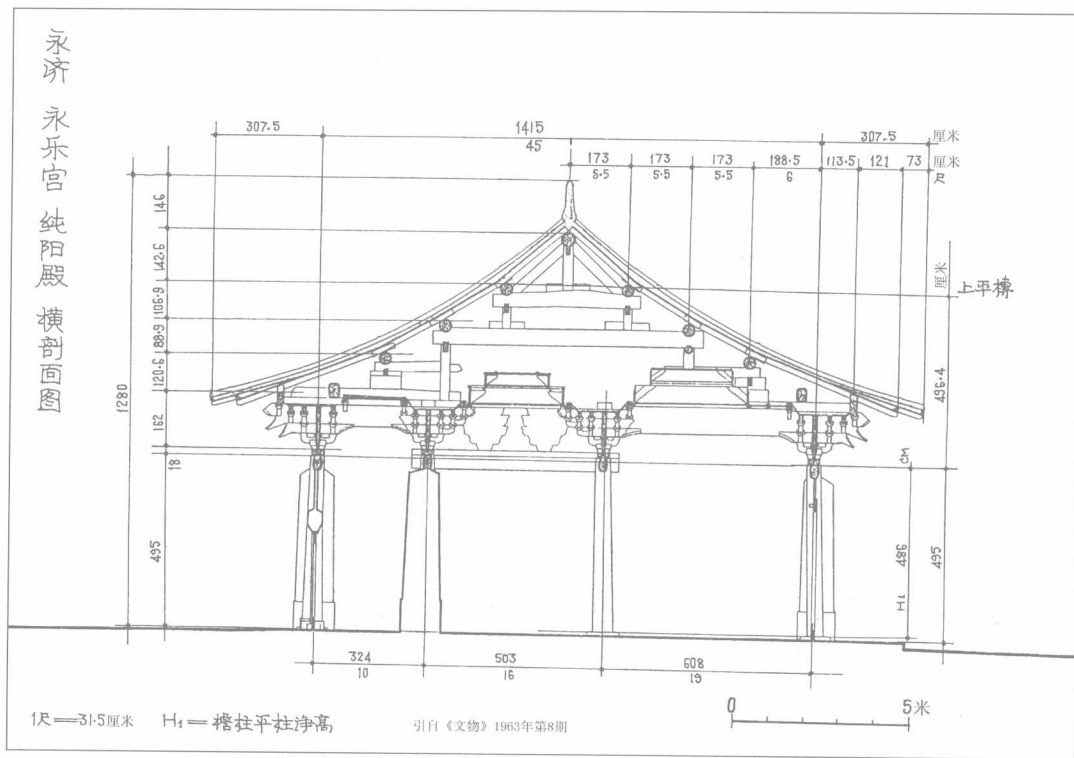 永济 永乐宫 纯阳殿 横剖面图
307.5 1415 307.5 厘米
45
173 173 173 188.5 113.5 121 73 厘米
5.5 5.5 5.5 6 尺
146
142.6
106.9
88.9
120.6
162
18
495
1280
厘米
上平槫
496.4
CM
486
H1
495
324 503 608
10 16 19
1尺==31.5厘米 H1== 檐柱平柱净高 引自《文物》1963年第8期
0 5米